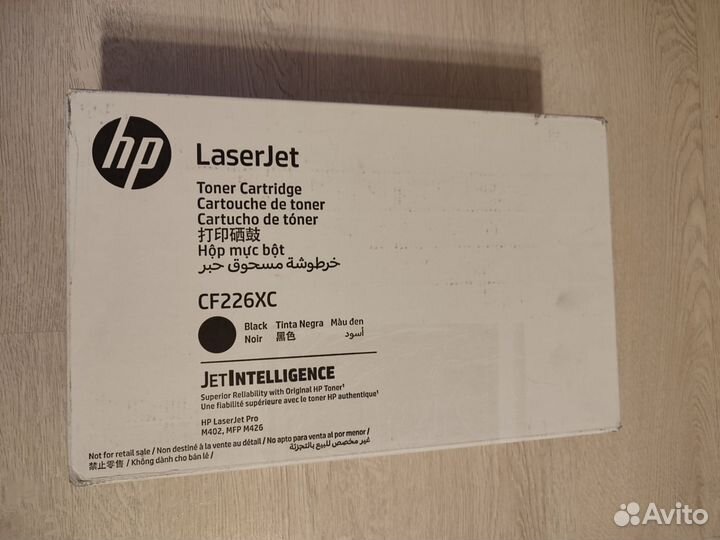 hp
LaserJet
Toner Cartridge
Cartouche de toner
Cartucho de tóner
打印硒鼓
Hộp mực bột
خرطوشة مسحوق حبر
CF226XC
Black Tinta Negra Màu đen
Noir 黑色 أسود
JETINTELLIGENCE
Superior Reliability with Original HP Toner¹
Une fiabilité supérieure avec le toner HP authentique¹
HP LaserJet Pro
M402, MFP M426
Not for retail sale / Non destiné à la vente au détail / No apto para venta al por menor /
禁止零售 / Không dành cho bán lẻ / غير مخصص للبيع بالتجزئة
Avito